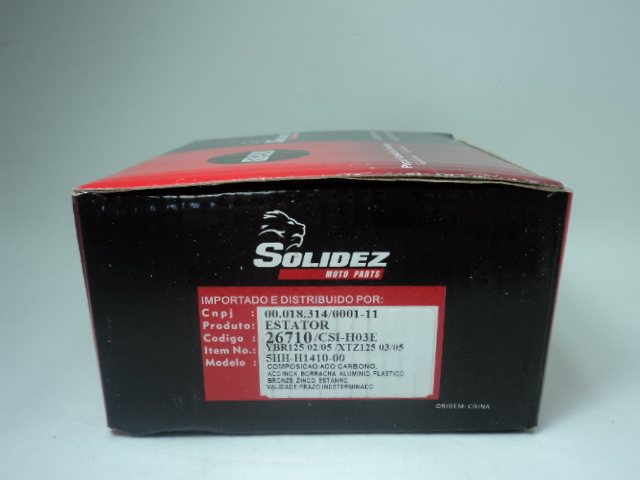 SOLIDEZ
MOTO PARTS
IMPORTADO E DISTRIBUIDO POR:
Cnpj : 00.018.314/0001-11
Produto: ESTATOR
Codigo : 26710/CSI-H03E
Item No.: YBR125 02/05 /XTZ125 03/05
Modelo : 5HH-H1410-00
COMPOSICAO:ACO CARBONO,
ACO INOX, BORRACHA, ALUMINIO, PLASTICO
BRONZE, ZINCO, ESTANHO
VALIDADE:PRAZO INDETERMINADO
ORIGEM: CHINA